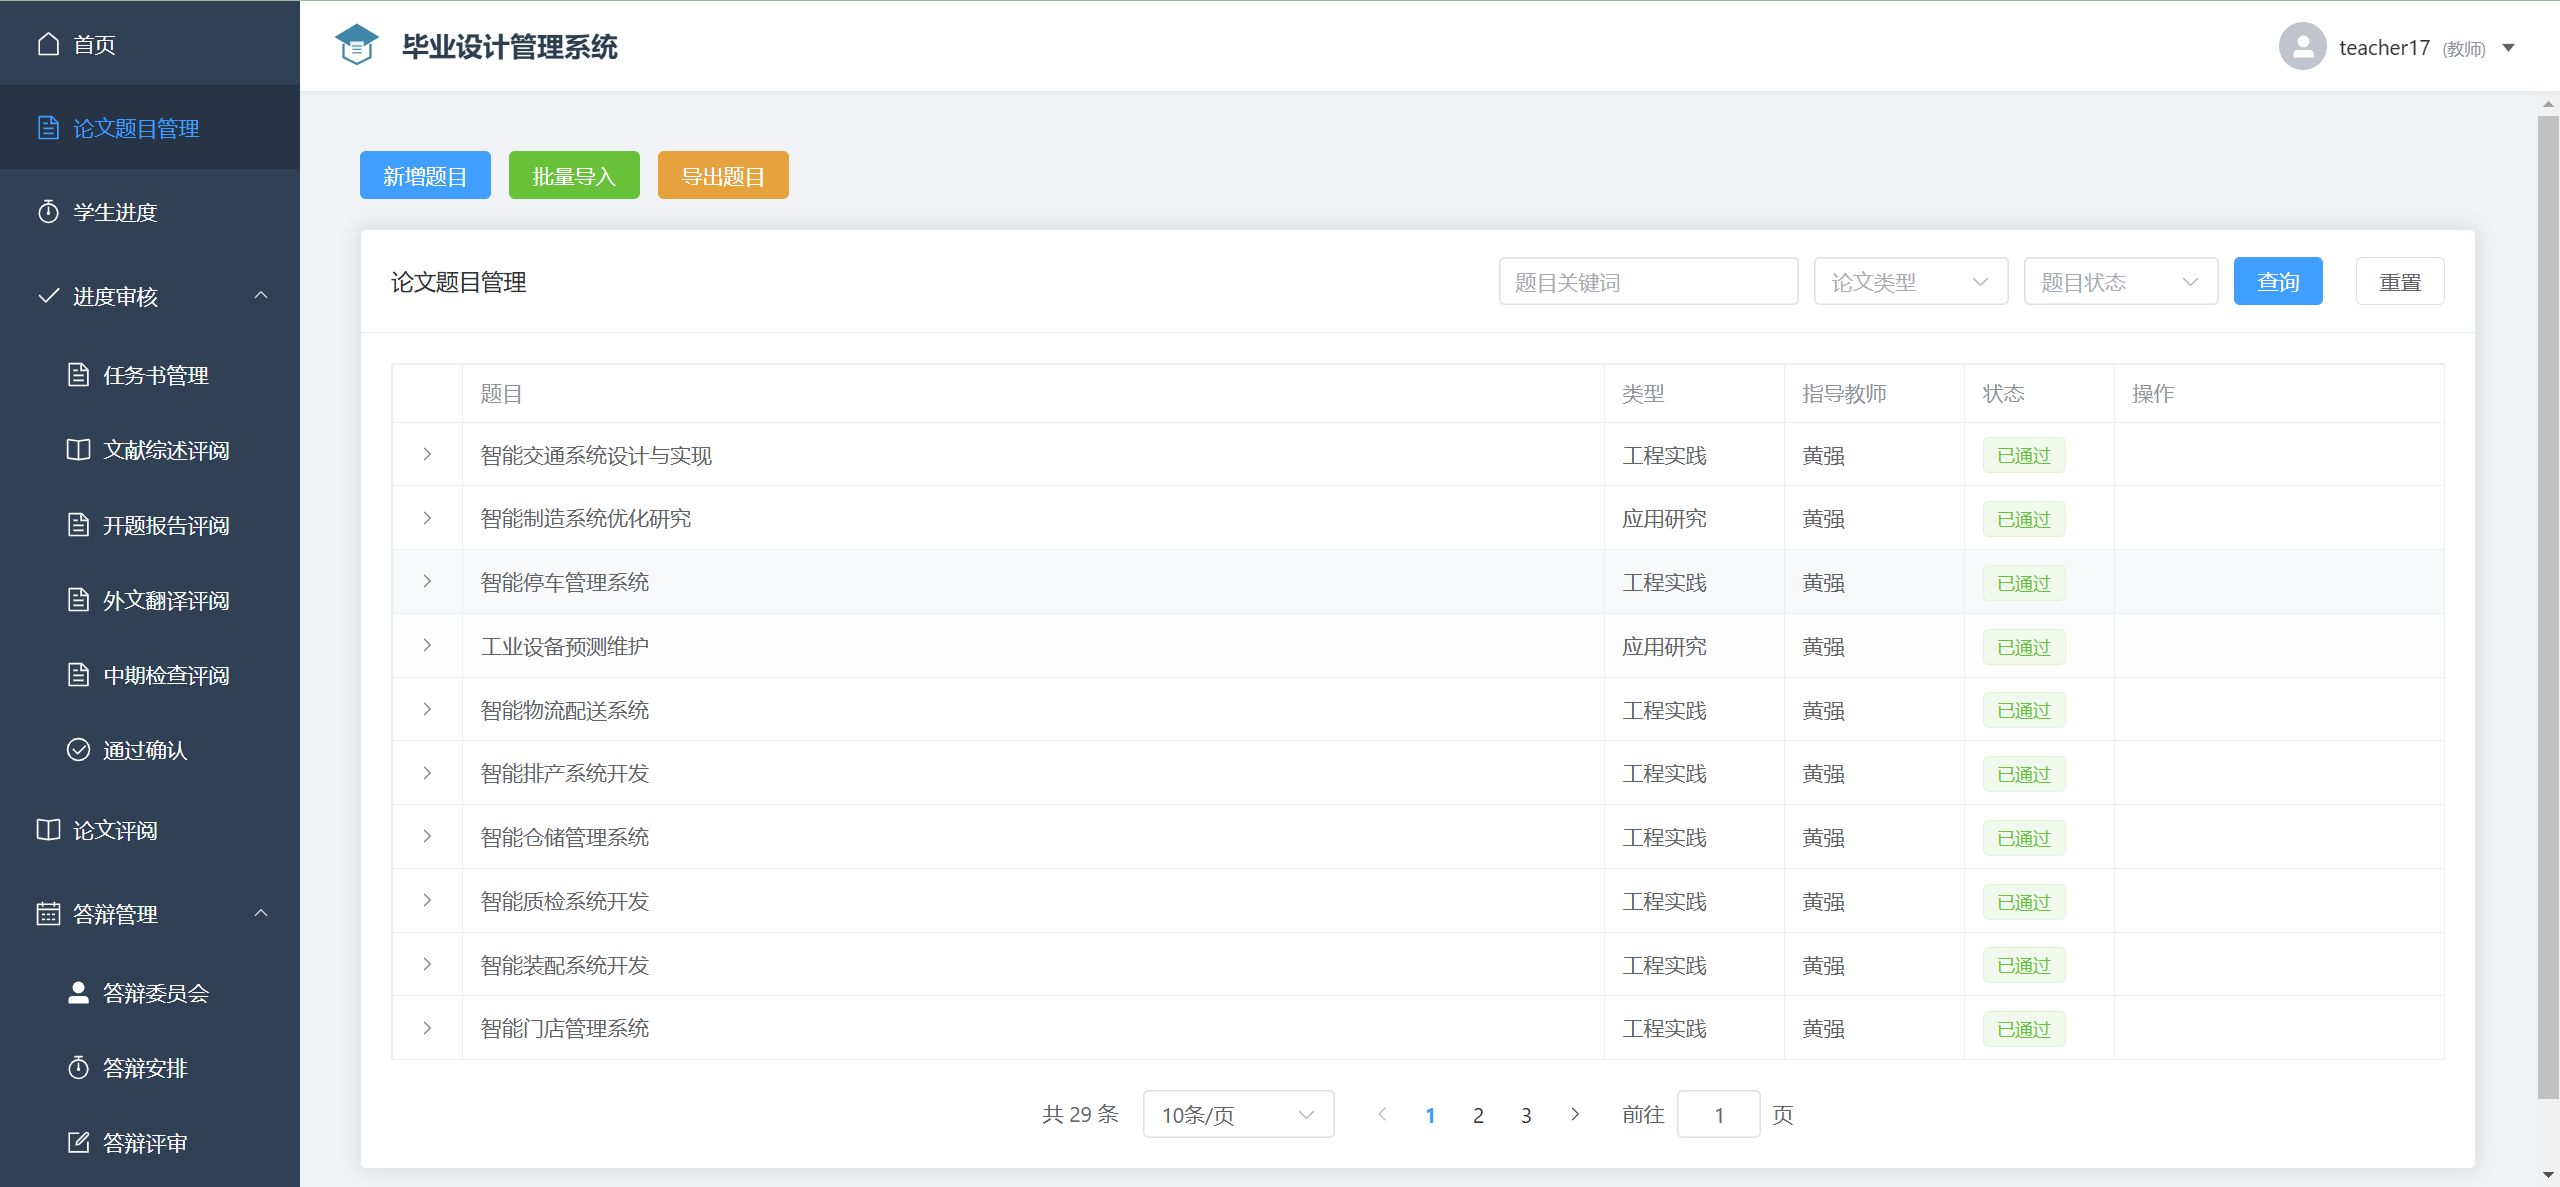 首页
论文题目管理
学生进度
进度审核
任务书管理
文献综述评阅
开题报告评阅
外文翻译评阅
中期检查评阅
通过确认
论文评阅
答辩管理
答辩委员会
答辩安排
答辩评审
毕业设计管理系统
teacher17 (教师)
新增题目 批量导入 导出题目
论文题目管理 题目关键词 论文类型 题目状态 查询 重置
题目 类型 指导教师 状态 操作
智能交通系统设计与实现 工程实践 黄强 已通过
智能制造系统优化研究 应用研究 黄强 已通过
智能停车管理系统 工程实践 黄强 已通过
工业设备预测维护 应用研究 黄强 已通过
智能物流配送系统 工程实践 黄强 已通过
智能排产系统开发 工程实践 黄强 已通过
智能仓储管理系统 工程实践 黄强 已通过
智能质检系统开发 工程实践 黄强 已通过
智能装配系统开发 工程实践 黄强 已通过
智能门店管理系统 工程实践 黄强 已通过
共 29 条 10条/页 1 2 3 前往 1 页